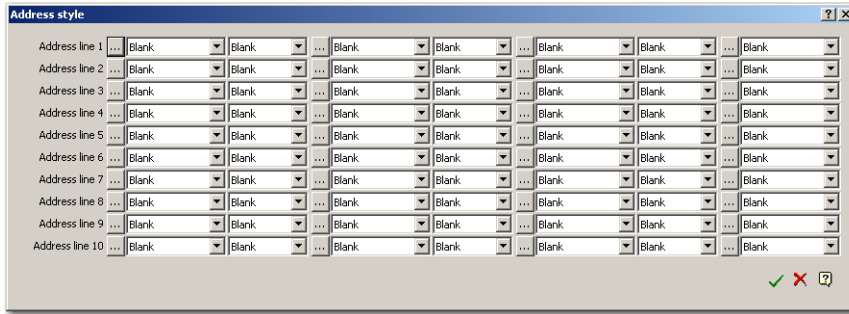 Address style
Address line 1 ... Blank Blank ... Blank Blank ... Blank Blank ... Blank
Address line 2 ... Blank Blank ... Blank Blank ... Blank Blank ... Blank
Address line 3 ... Blank Blank ... Blank Blank ... Blank Blank ... Blank
Address line 4 ... Blank Blank ... Blank Blank ... Blank Blank ... Blank
Address line 5 ... Blank Blank ... Blank Blank ... Blank Blank ... Blank
Address line 6 ... Blank Blank ... Blank Blank ... Blank Blank ... Blank
Address line 7 ... Blank Blank ... Blank Blank ... Blank Blank ... Blank
Address line 8 ... Blank Blank ... Blank Blank ... Blank Blank ... Blank
Address line 9 ... Blank Blank ... Blank Blank ... Blank Blank ... Blank
Address line 10 ... Blank Blank ... Blank Blank ... Blank Blank ... Blank